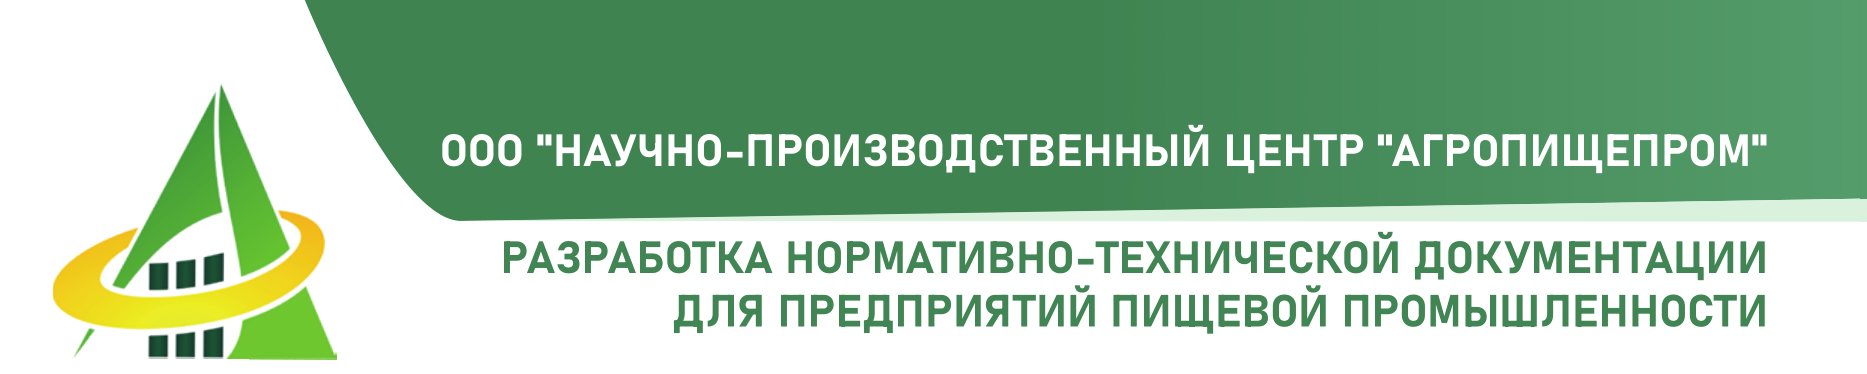 ООО "НАУЧНО-ПРОИЗВОДСТВЕННЫЙ ЦЕНТР "АГРОПИЩЕПРОМ"
РАЗРАБОТКА НОРМАТИВНО-ТЕХНИЧЕСКОЙ ДОКУМЕНТАЦИИ
ДЛЯ ПРЕДПРИЯТИЙ ПИЩЕВОЙ ПРОМЫШЛЕННОСТИ